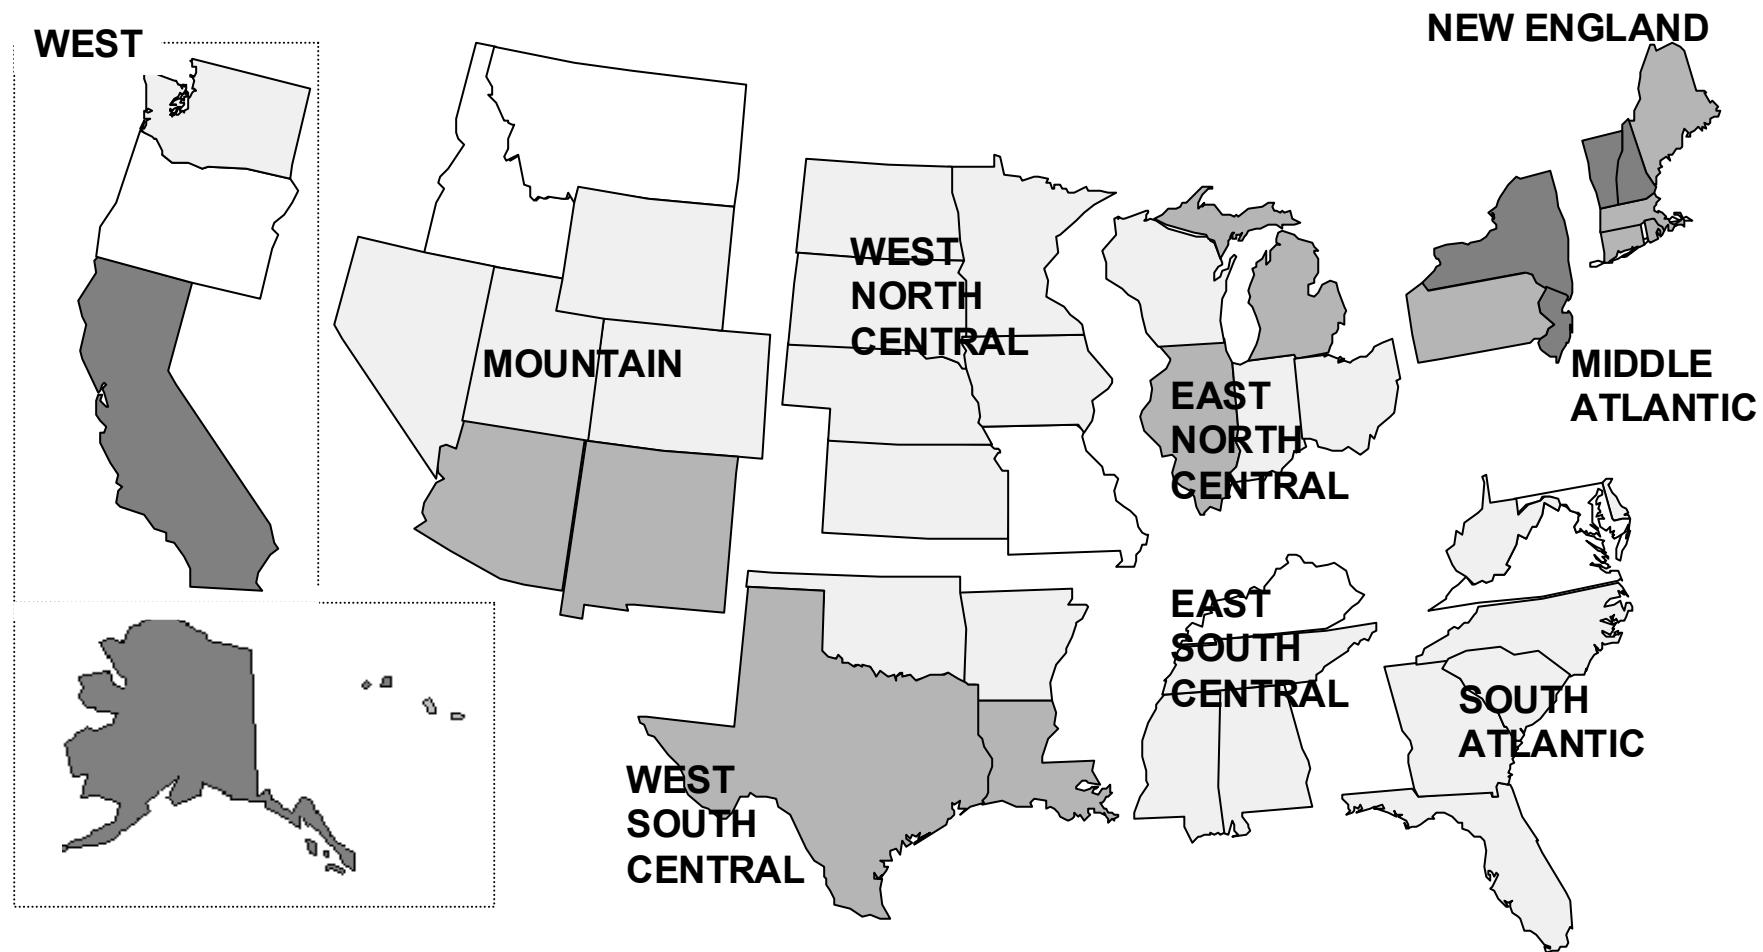 WEST
NEW ENGLAND
WEST
NORTH
CENTRAL
MOUNTAIN
MIDDLE
ATLANTIC
EAST
NORTH
CENTRAL
EAST
SOUTH
CENTRAL
SOUTH
ATLANTIC
WEST
SOUTH
CENTRAL